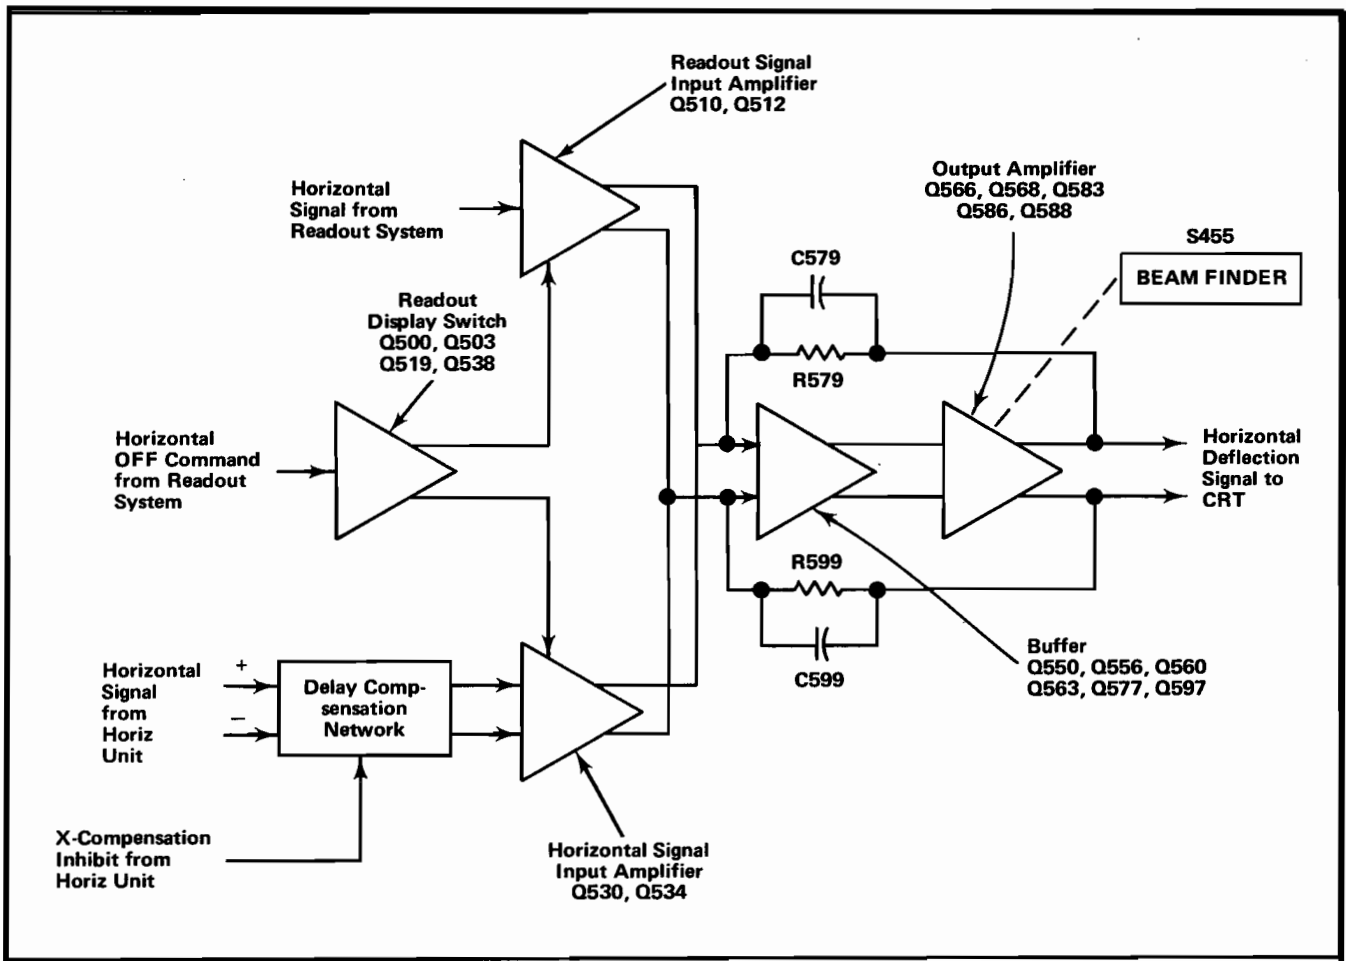 Readout Signal
Input Amplifier
Q510, Q512
Output Amplifier
Q566, Q568, Q583
Q586, Q588
Horizontal
Signal from
Readout System
S455
BEAM FINDER
C579
R579
Readout
Display Switch
Q500, Q503
Q519, Q538
Horizontal
OFF Command
from Readout
System
Horizontal
Deflection
Signal to
CRT
R599
C599
Buffer
Q550, Q556, Q560
Q563, Q577, Q597
Horizontal
Signal
from
Horiz
Unit
+
−
Delay Comp-
sensation
Network
X-Compensation
Inhibit from
Horiz Unit
Horizontal Signal
Input Amplifier
Q530, Q534